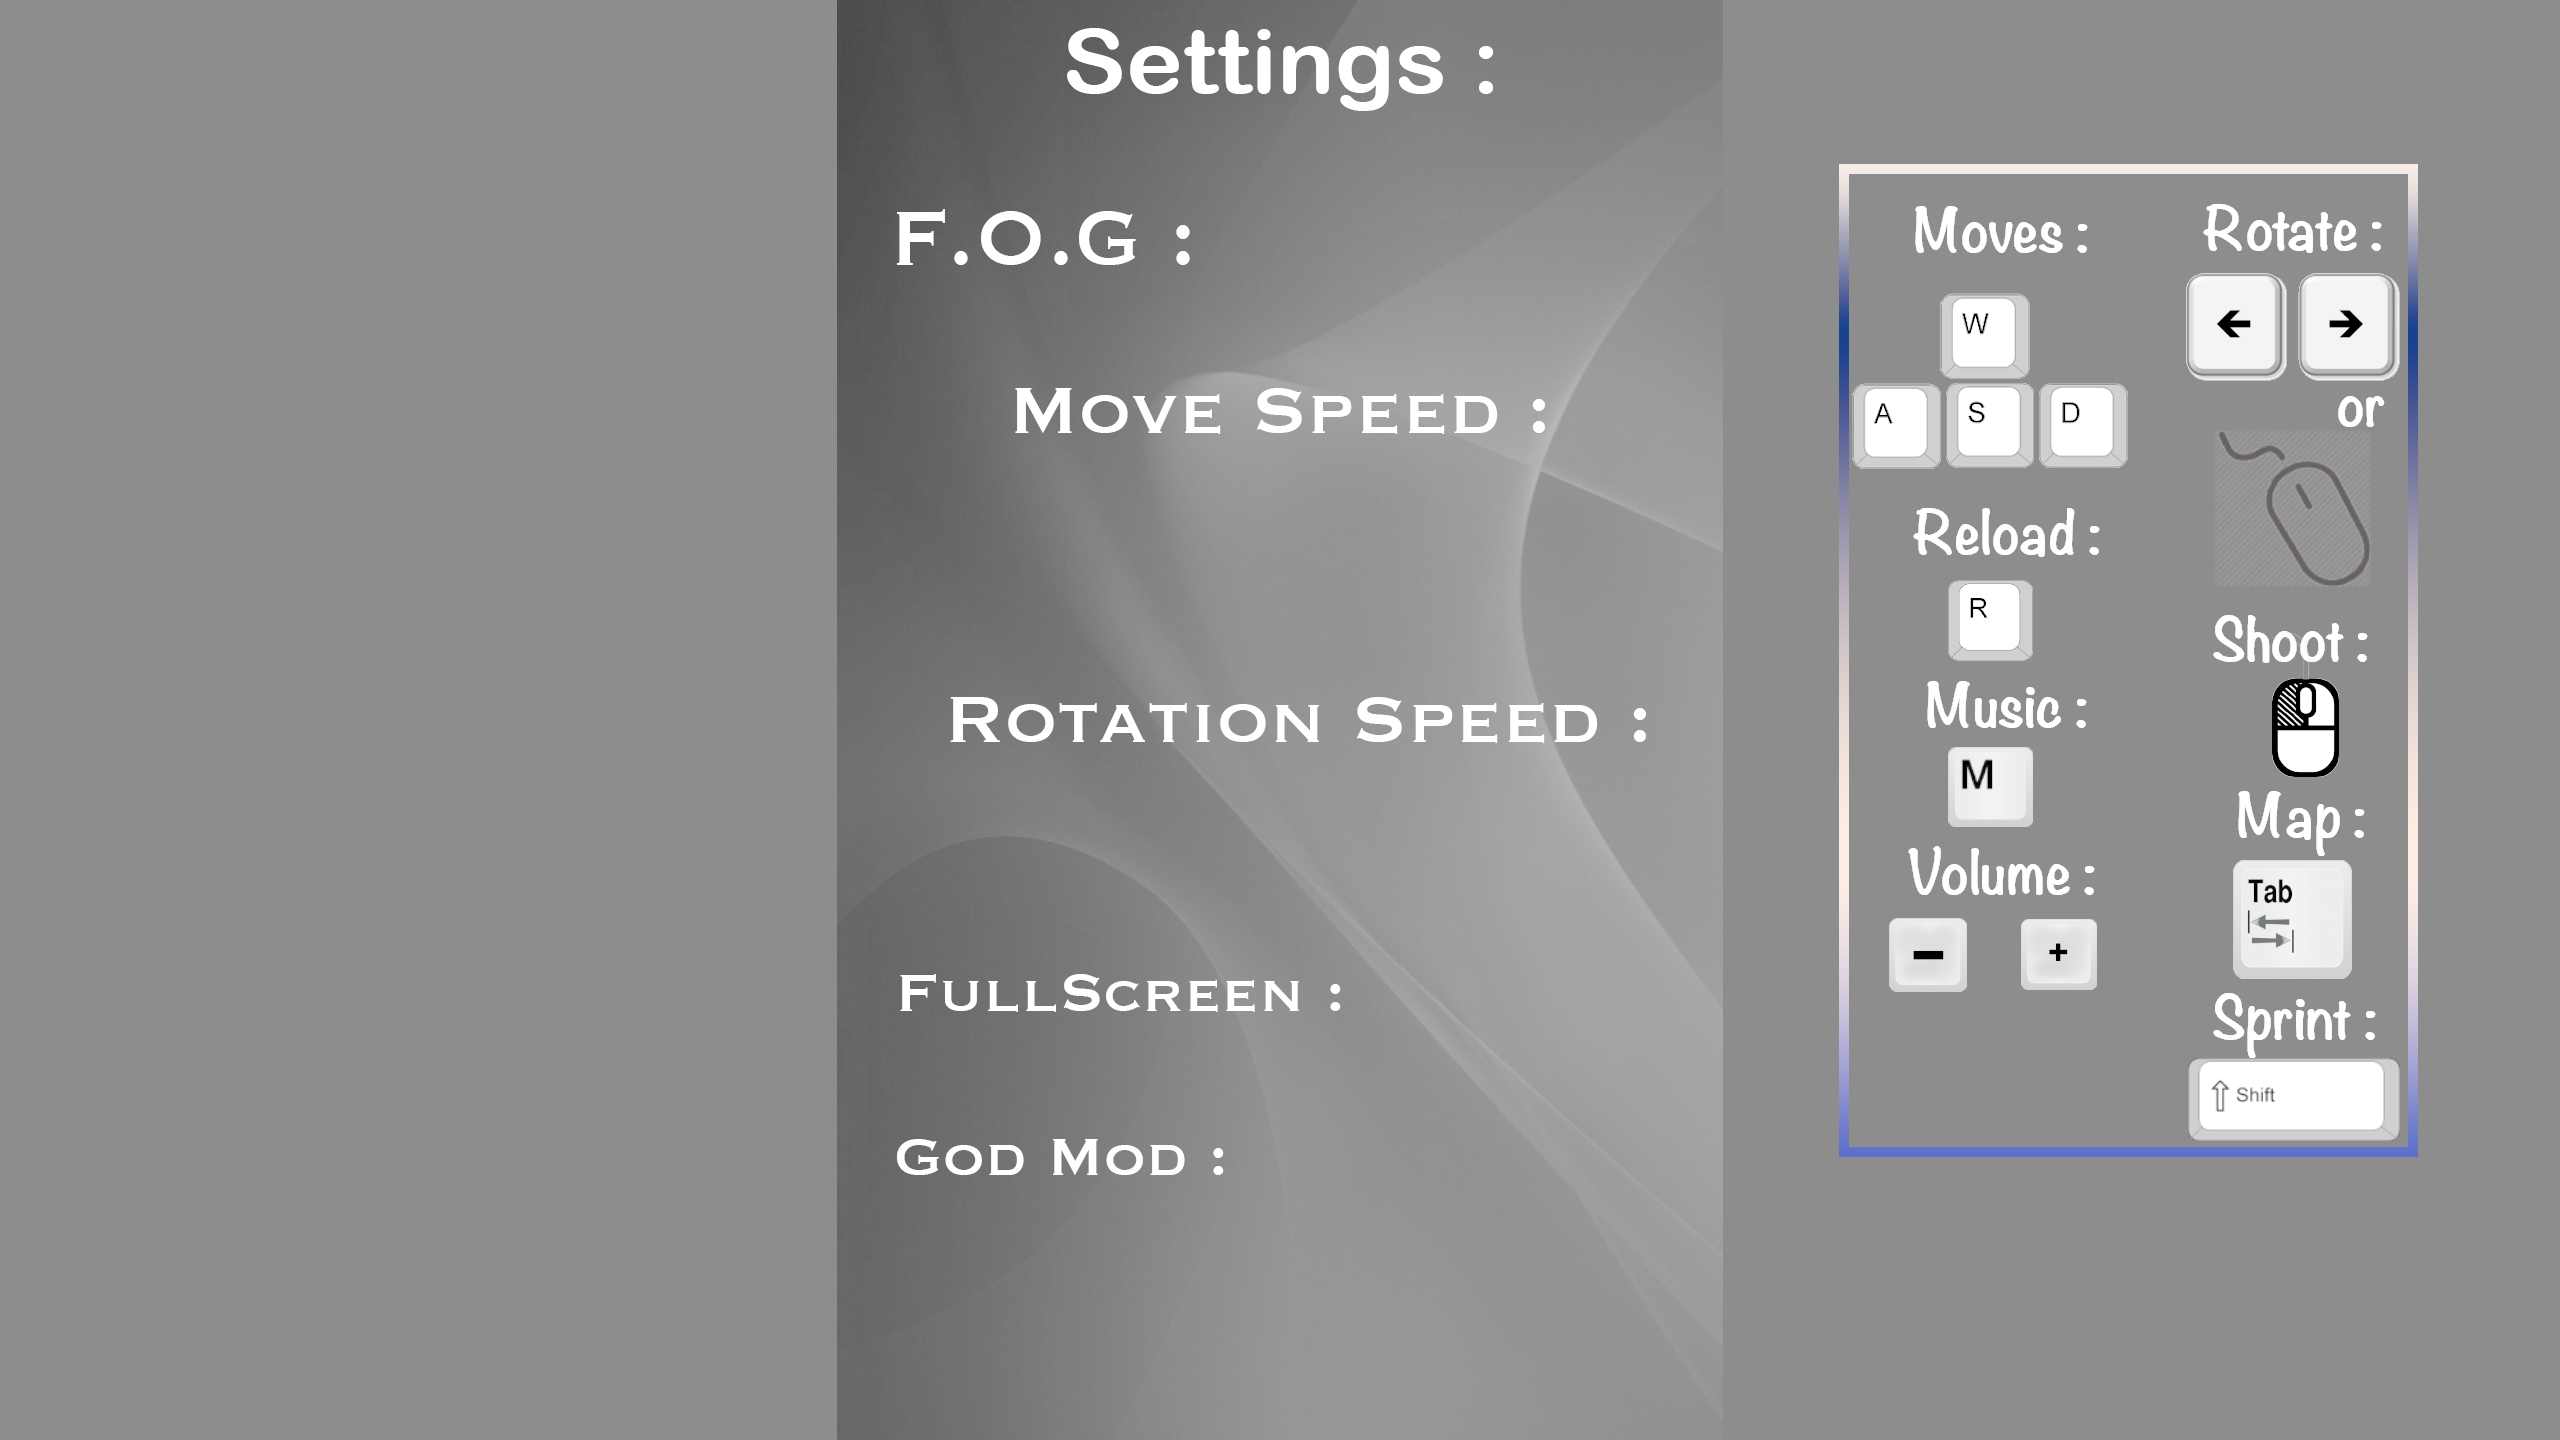 Settings :
F.O.G :
Move Speed :
Rotation Speed :
FullScreen :
God Mod :
Moves :
W
A S D
Reload :
R
Music :
M
Volume :
- +
Rotate :
← →
or
Shoot :
Map :
Tab
Sprint :
⇧ Shift